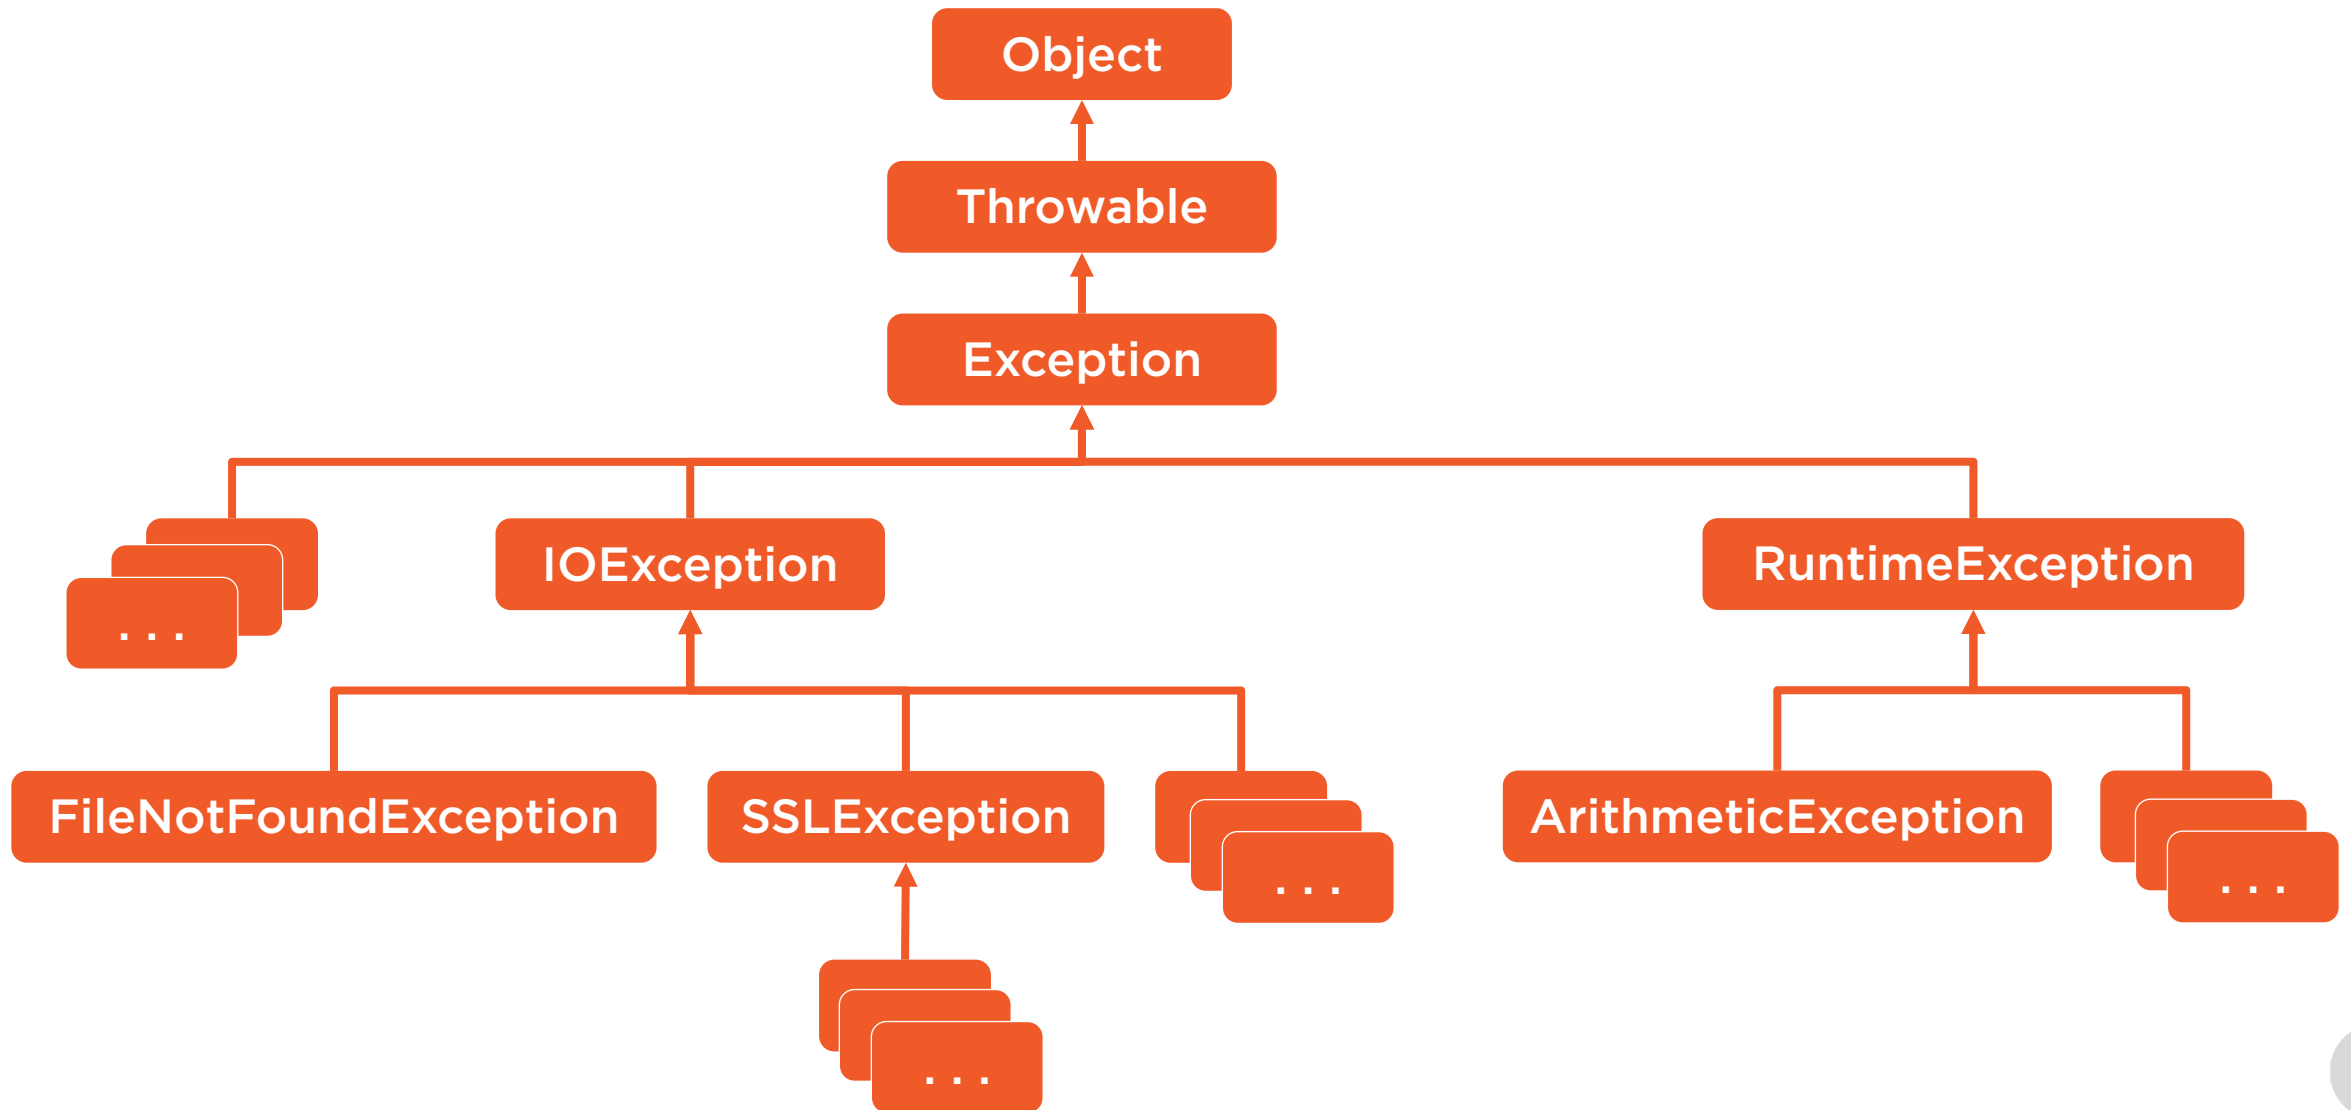 Object
Throwable
Exception
IOException
RuntimeException
. . .
FileNotFoundException
SSLException
ArithmeticException
. . .
. . .
. . .